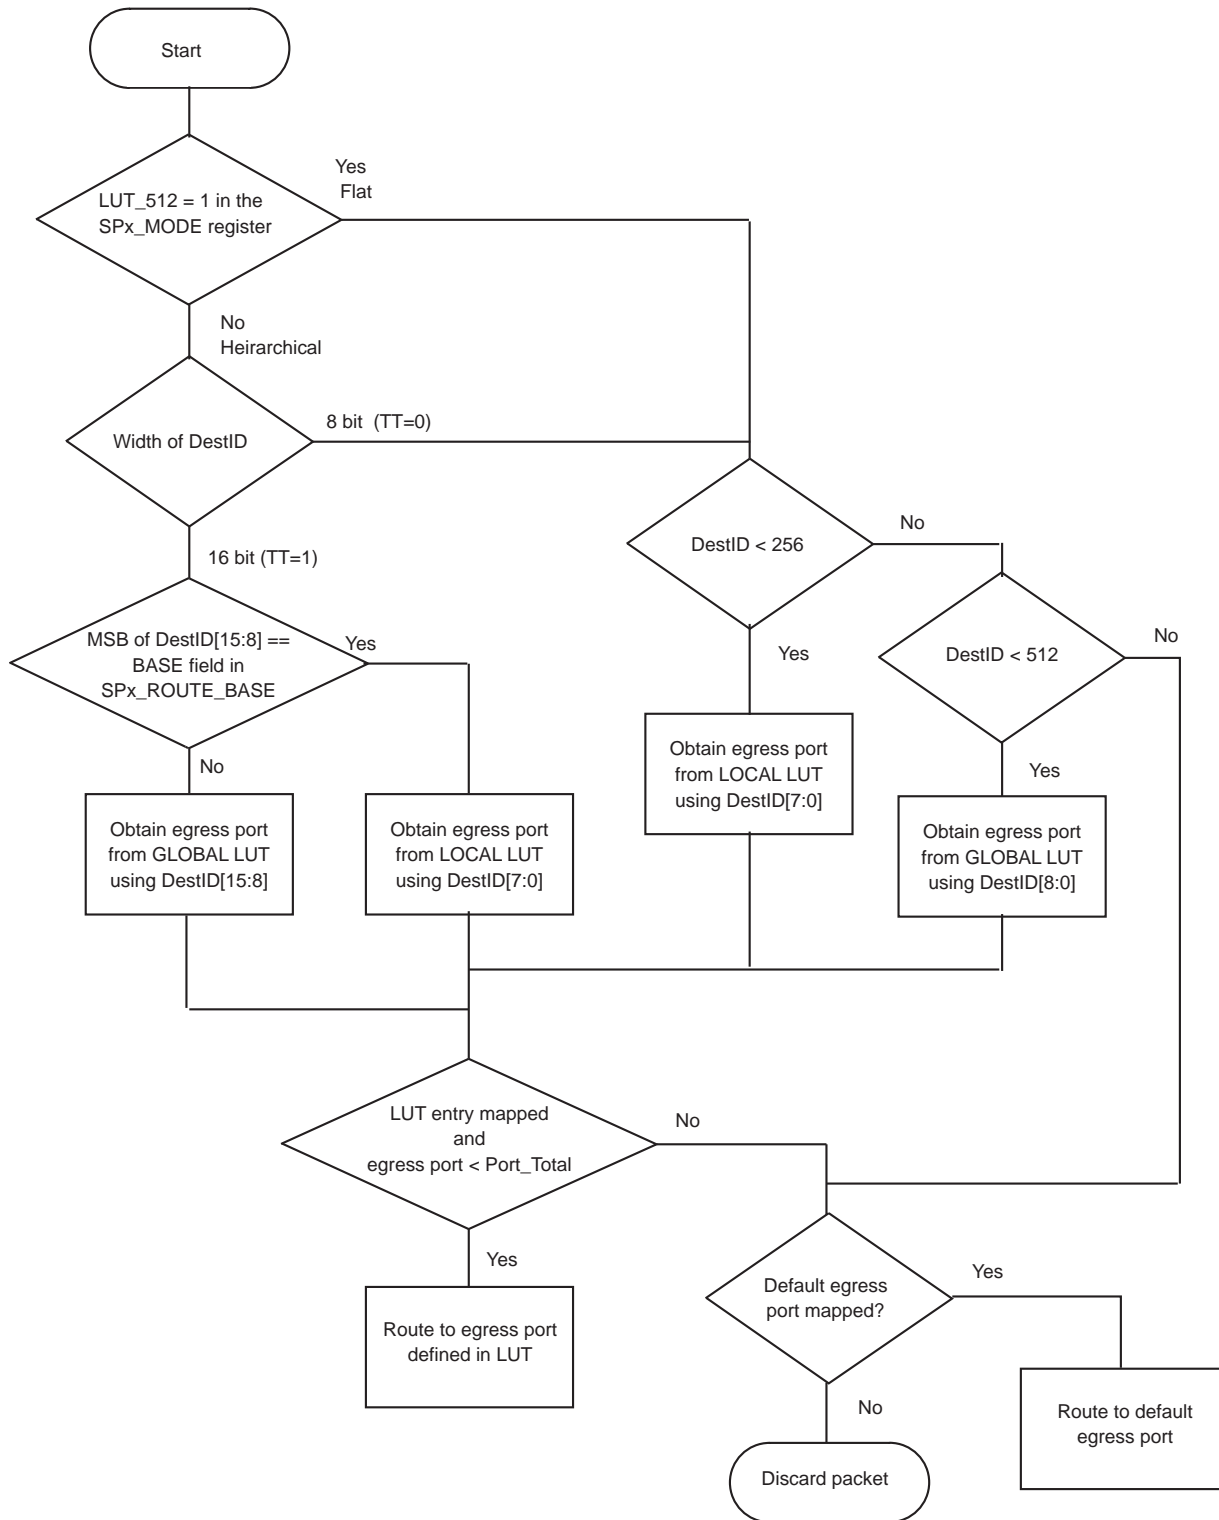 Start
Yes
Flat
LUT_512 = 1 in the
SPx_MODE register
No
Heirarchical
8 bit  (TT=0)
Width of DestID
No
DestID < 256
16 bit (TT=1)
MSB of DestID[15:8] ==
BASE field in
SPx_ROUTE_BASE
Yes
Yes
DestID < 512
No
No
Obtain egress port
from LOCAL LUT
using DestID[7:0]
Yes
Obtain egress port
from GLOBAL LUT
using DestID[15:8]
Obtain egress port
from LOCAL LUT
using DestID[7:0]
Obtain egress port
from GLOBAL LUT
using DestID[8:0]
LUT entry mapped
and
egress port < Port_Total
No
Yes
Default egress
port mapped?
Yes
Route to egress port
defined in LUT
No
Route to default
egress port
Discard packet